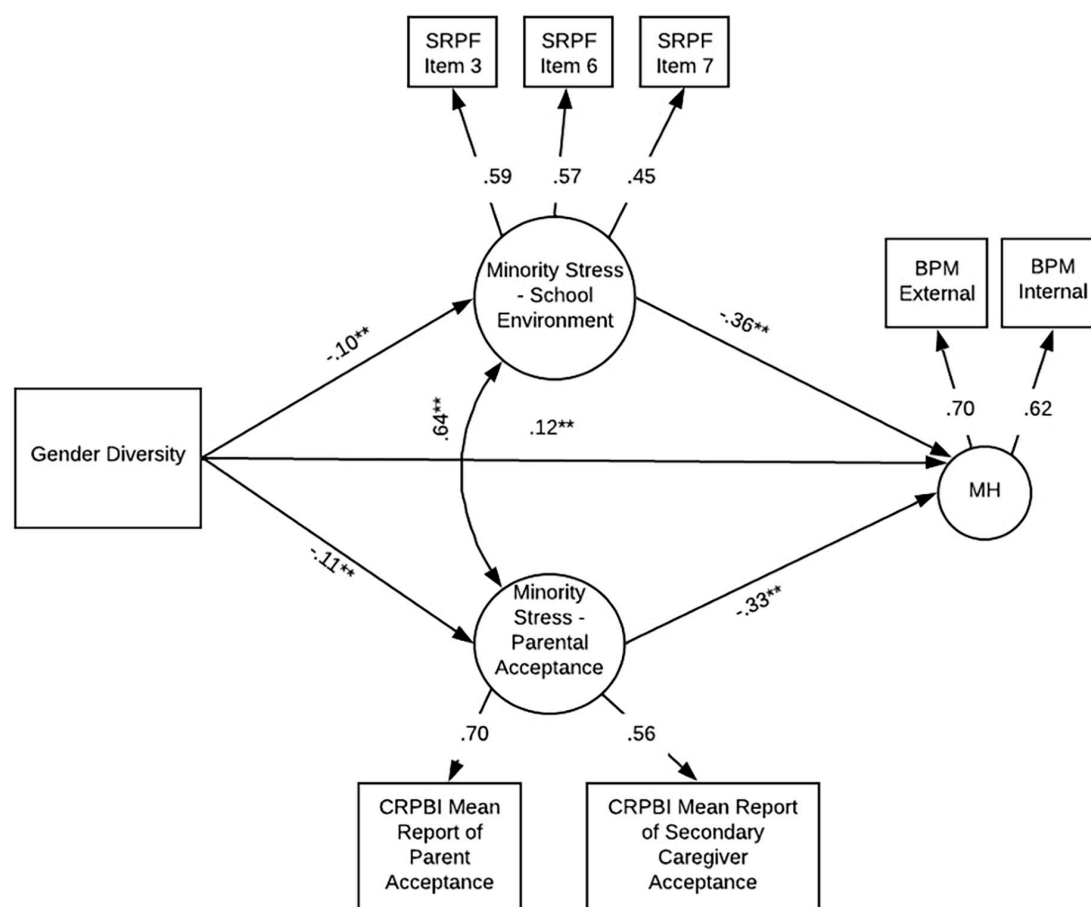 SRPF
Item 3
SRPF
Item 6
SRPF
Item 7
.59
.57
.45
Minority Stress
- School
Environment
BPM
External
BPM
Internal
-.10**
-.36**
.70
.62
Gender Diversity
.64**
.12**
MH
-.11**
Minority
Stress -
Parental
Acceptance
-.33**
.70
.56
CRPBI Mean
Report of
Parent
Acceptance
CRPBI Mean Report
of Secondary
Caregiver
Acceptance